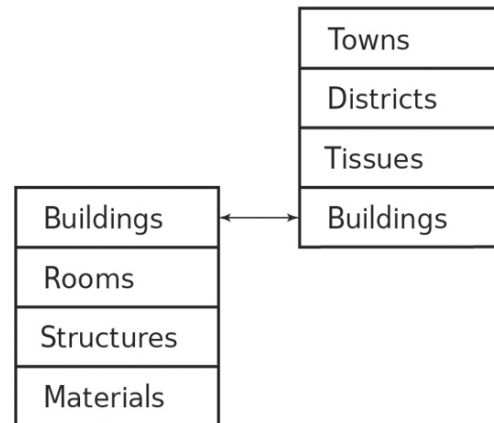 Towns
Districts
Tissues
Buildings
Buildings
Rooms
Structures
Materials